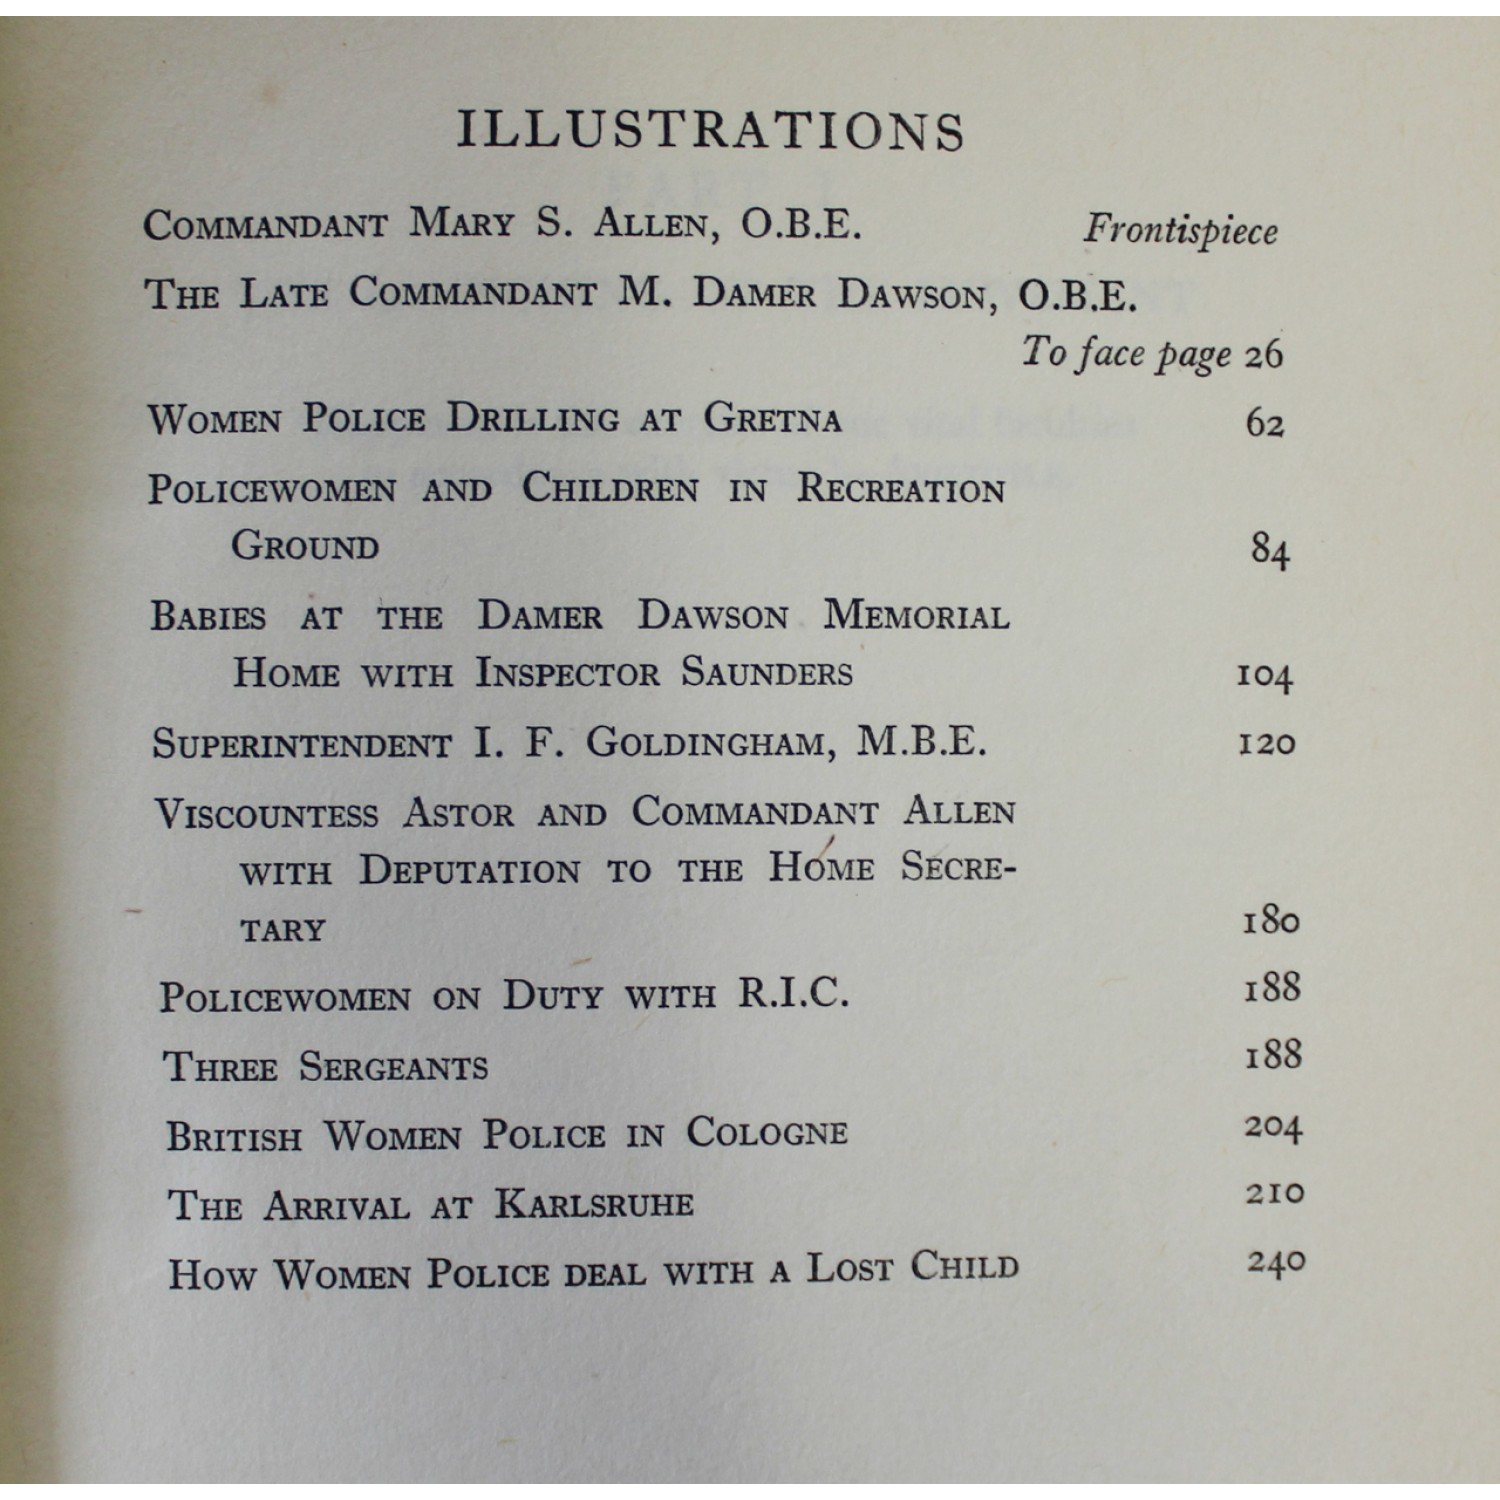 ILLUSTRATIONS
COMMANDANT MARY S. ALLEN, O.B.E. Frontispiece
THE LATE COMMANDANT M. DAMER DAWSON, O.B.E.
To face page 26
WOMEN POLICE DRILLING AT GRETNA 62
POLICEWOMEN AND CHILDREN IN RECREATION
GROUND 84
BABIES AT THE DAMER DAWSON MEMORIAL
HOME WITH INSPECTOR SAUNDERS 104
SUPERINTENDENT I. F. GOLDINGHAM, M.B.E. 120
VISCOUNTESS ASTOR AND COMMANDANT ALLEN
WITH DEPUTATION TO THE HOME SECRE-
TARY 180
POLICEWOMEN ON DUTY WITH R.I.C. 188
THREE SERGEANTS 188
BRITISH WOMEN POLICE IN COLOGNE 204
THE ARRIVAL AT KARLSRUHE 210
HOW WOMEN POLICE DEAL WITH A LOST CHILD 240